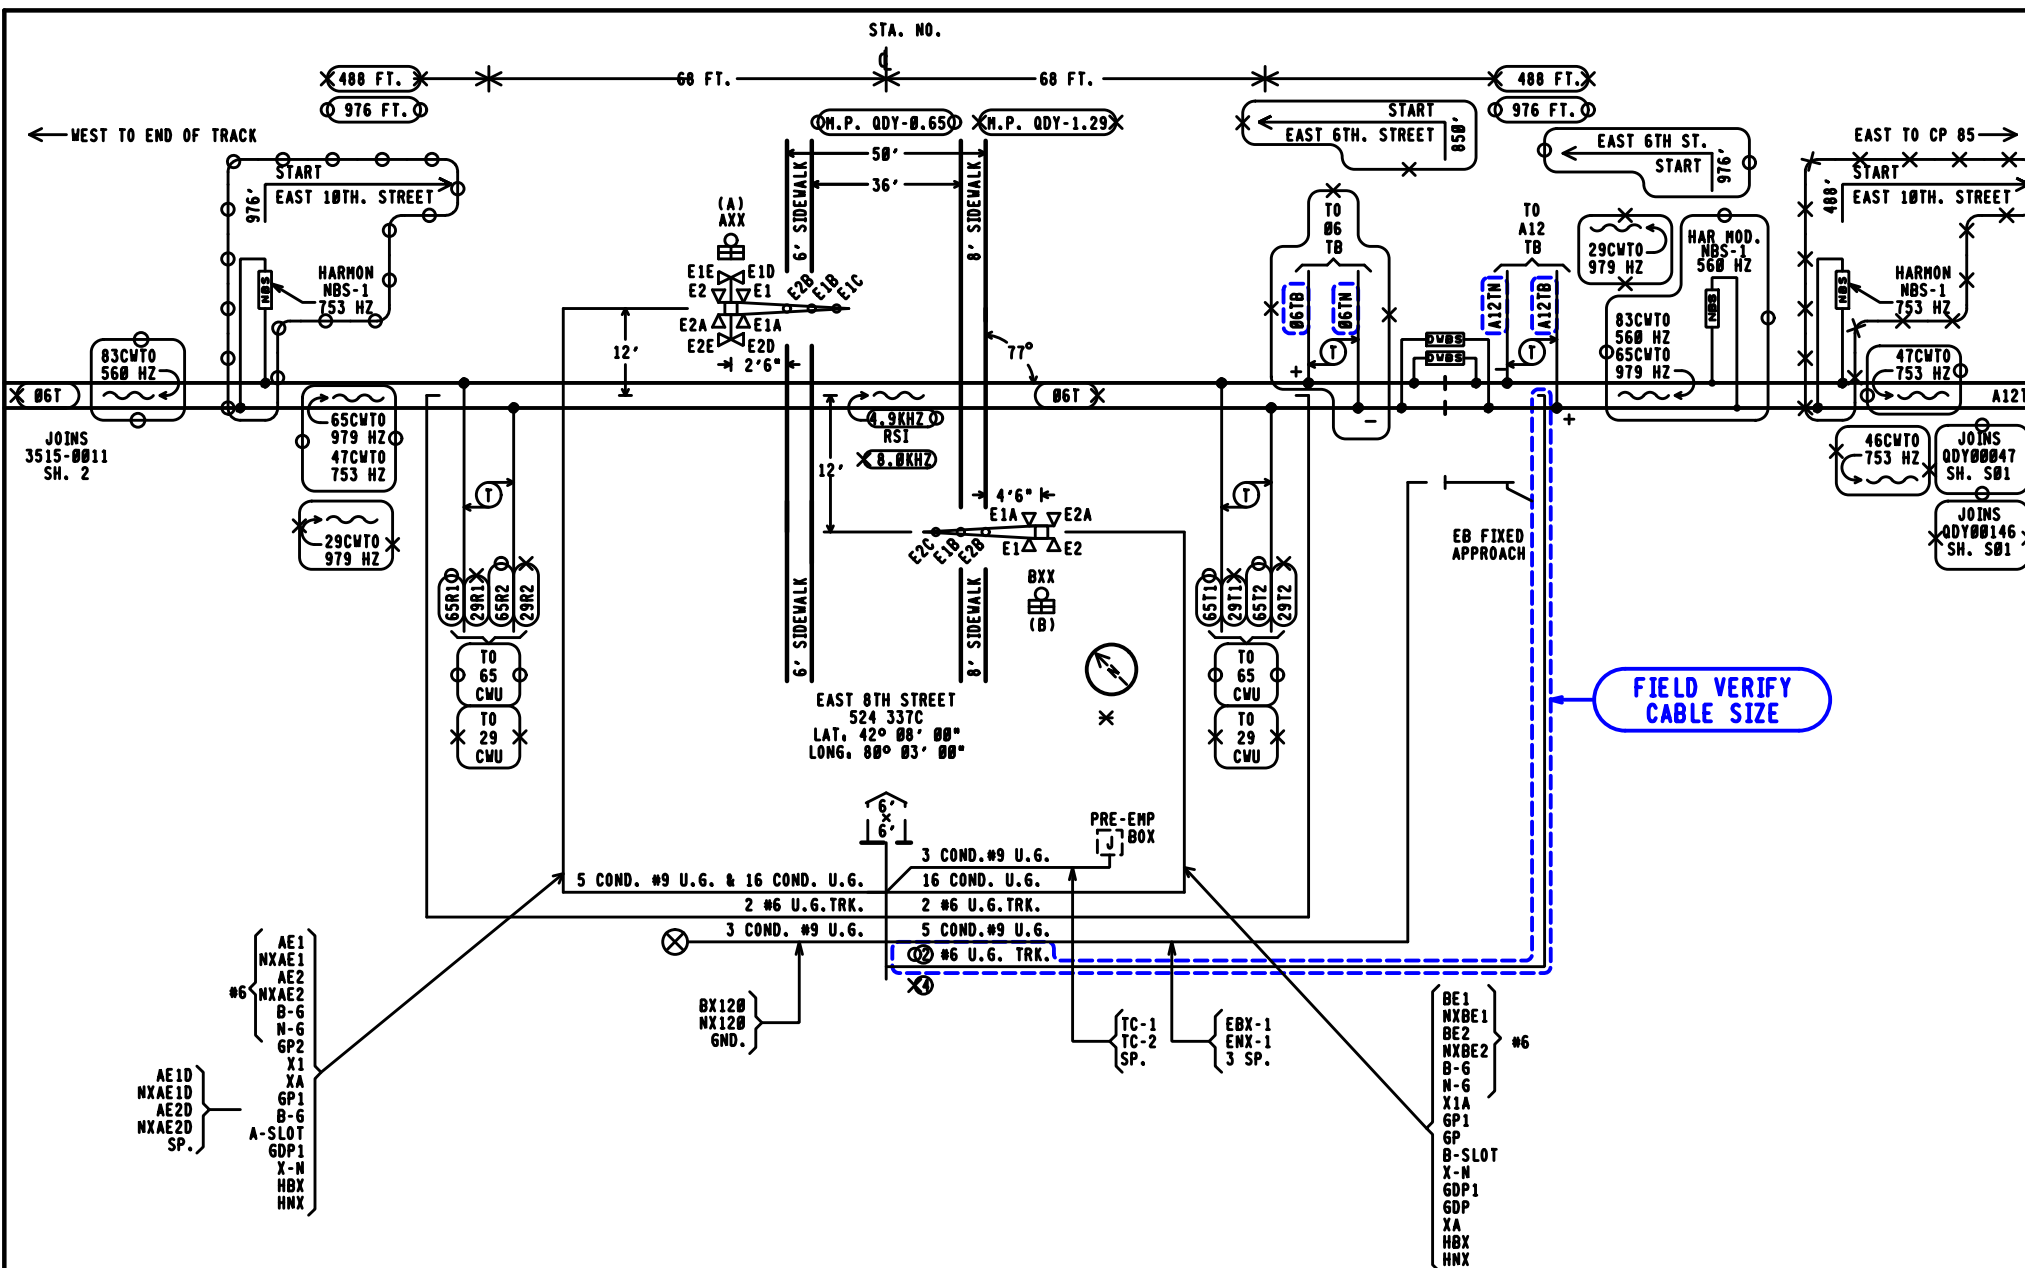 STA. NO.
488 FT.
68 FT.
68 FT.
488 FT.
976 FT.
976 FT.
M.P. QDY-0.65
M.P. QDY-1.29
WEST TO END OF TRACK
EAST TO CP 85
START
EAST 10TH. STREET
976'
HARMON
NBS-1
753 HZ
NBS
83CWTO
560 HZ
06T
JOINS
3515-0011
SH. 2
65CWTO
979 HZ
47CWTO
753 HZ
29CWTO
979 HZ
T
65R1
29R1
65R2
29R2
TO
65
CWU
TO
29
CWU
50'
36'
6' SIDEWALK
8' SIDEWALK
(A)
AXX
E1E
E1D
E2
E1
E2B
E1B
E1C
E2A
E1A
E2E
E2D
2'6"
12'
77°
4.9KHZ
RSI
8.0KHZ
06T
12'
4'6"
E1A
E2A
E2C
E1B
E2B
E1
E2
BXX
(B)
6' SIDEWALK
8' SIDEWALK
N
EAST 8TH STREET
524 337C
LAT. 42° 08' 00"
LONG. 80° 03' 00"
START
EAST 6TH. STREET
850'
TO
06
TB
06TB
06TN
T
+
-
DWBS
DWBS
TO
A12
TB
A12TN
A12TB
T
-
+
EAST 6TH ST.
START
976'
29CWTO
979 HZ
HAR MOD.
NBS-1
560 HZ
NBS
83CWTO
560 HZ
65CWTO
979 HZ
START
EAST 10TH. STREET
488'
HARMON
NBS-1
753 HZ
NBS
47CWTO
753 HZ
A12T
46CWTO
753 HZ
JOINS
QDY00047
SH. S01
JOINS
QDY00146
SH. S01
T
65T1
29T1
65T2
29T2
TO
65
CWU
TO
29
CWU
EB FIXED
APPROACH
FIELD VERIFY
CABLE SIZE
6'
×
6'
PRE-EMP
BOX
J
3 COND.#9 U.G.
5 COND. #9 U.G. & 16 COND. U.G.
16 COND. U.G.
2 #6 U.G.TRK.
2 #6 U.G.TRK.
3 COND. #9 U.G.
5 COND.#9 U.G.
2 #6 U.G. TRK.
4
#6
AE1
NXAE1
AE2
NXAE2
B-6
N-6
GP2
X1
XA
GP1
B-G
A-SLOT
GDP1
X-N
HBX
HNX
AE1D
NXAE1D
AE2D
NXAE2D
SP.
BX120
NX120
GND.
TC-1
TC-2
SP.
EBX-1
ENX-1
3 SP.
BE1
NXBE1
BE2
NXBE2
B-G
N-G
X1A
GP1
GP
B-SLOT
X-N
GDP1
GDP
XA
HBX
HNX
#6